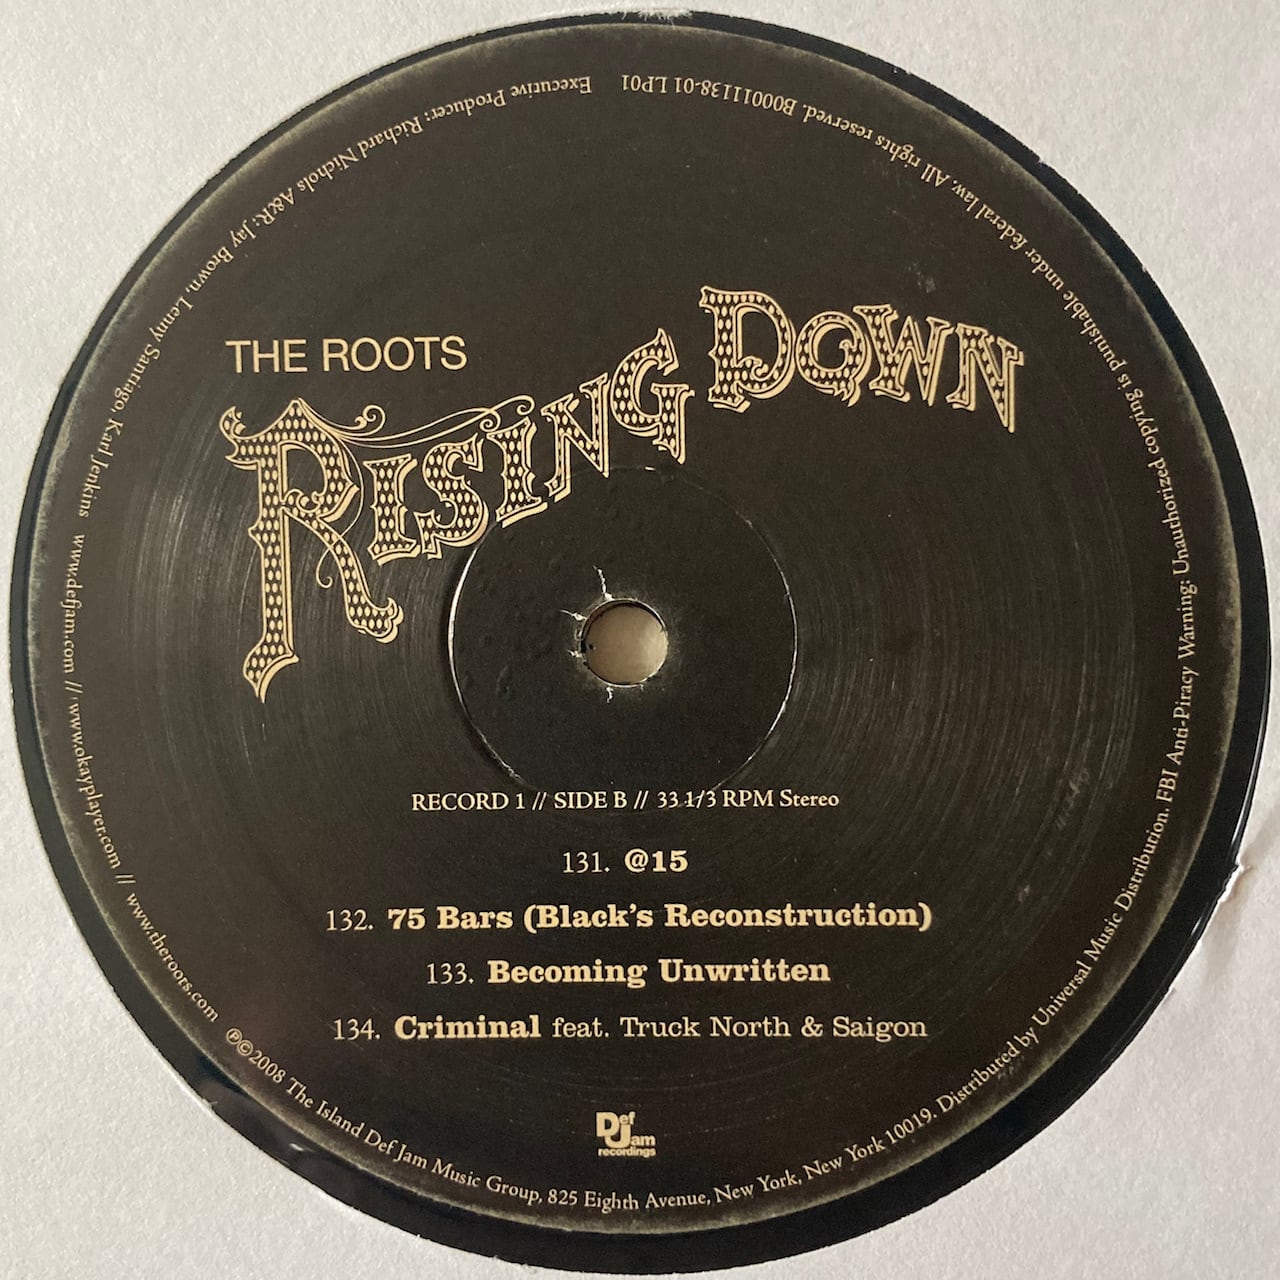 THE ROOTS
RISING DOWN
RECORD 1 // SIDE B // 33 1/3 RPM Stereo
131. @15
132. 75 Bars (Black's Reconstruction)
133. Becoming Unwritten
134. Criminal feat. Truck North & Saigon
Def Jam recordings
Executive Producer: Richard Nichols A&R: Jay Brown, Lenny Santiago, Karl Jenkins www.defjam.com // www.okayplayer.com // www.theroots.com ℗©2008 The Island Def Jam Music Group, 825 Eighth Avenue, New York, New York 10019. Distributed by Universal Music Distribution. FBI Anti-Piracy Warning: Unauthorized copying is punishable under federal law. All rights reserved. B00011138-01 LP01